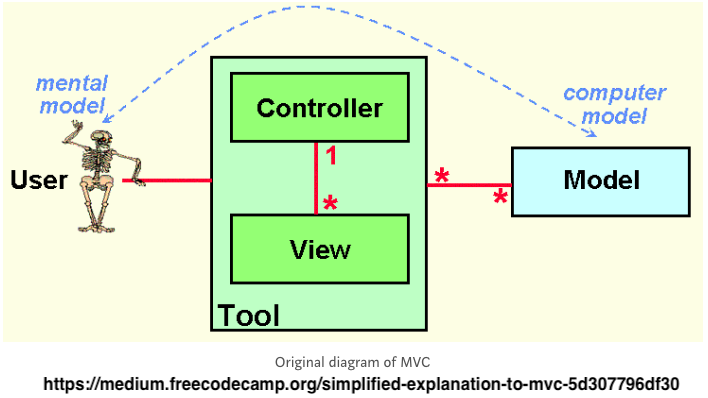 mental
model
computer
model
Controller
User
1
*
*
*
Model
View
Tool
Original diagram of MVC
https://medium.freecodecamp.org/simplified-explanation-to-mvc-5d307796df30